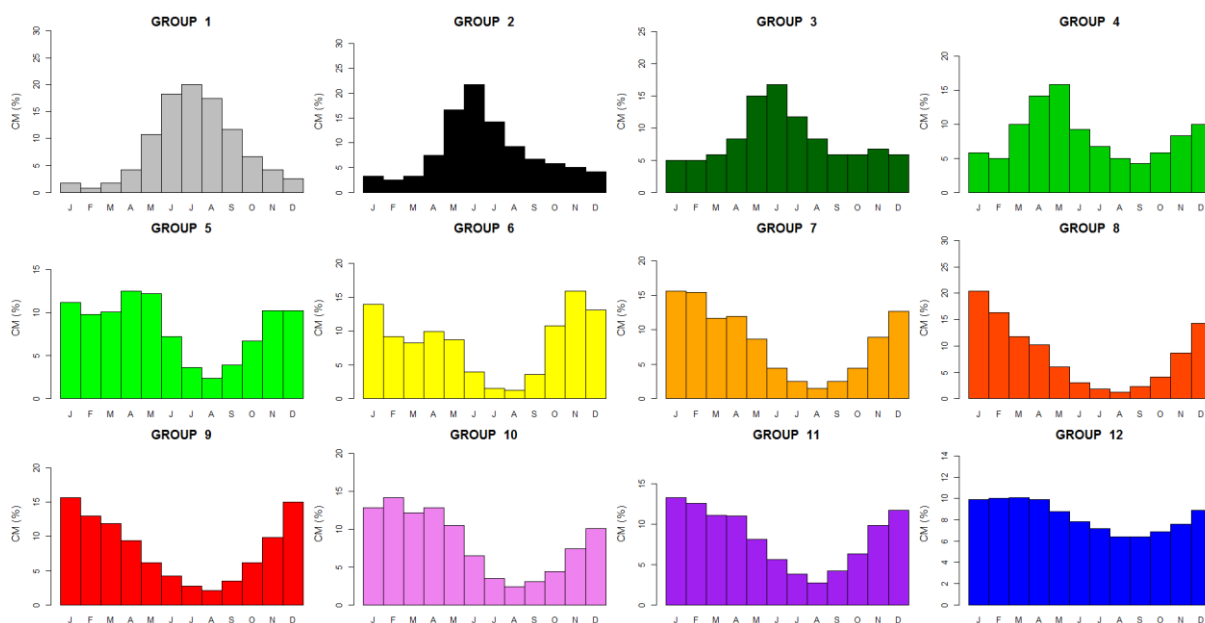 GROUP 1
CM (%)
30
25
20
15
10
5
0
J F M A M J J A S O N D
GROUP 2
CM (%)
30
25
20
15
10
5
0
J F M A M J J A S O N D
GROUP 3
CM (%)
25
20
15
10
5
0
J F M A M J J A S O N D
GROUP 4
CM (%)
20
15
10
5
0
J F M A M J J A S O N D
GROUP 5
CM (%)
15
10
5
0
J F M A M J J A S O N D
GROUP 6
CM (%)
20
15
10
5
0
J F M A M J J A S O N D
GROUP 7
CM (%)
20
15
10
5
0
J F M A M J J A S O N D
GROUP 8
CM (%)
30
25
20
15
10
5
0
J F M A M J J A S O N D
GROUP 9
CM (%)
20
15
10
5
0
J F M A M J J A S O N D
GROUP 10
CM (%)
20
15
10
5
0
J F M A M J J A S O N D
GROUP 11
CM (%)
15
10
5
0
J F M A M J J A S O N D
GROUP 12
CM (%)
14
12
10
8
6
4
2
0
J F M A M J J A S O N D